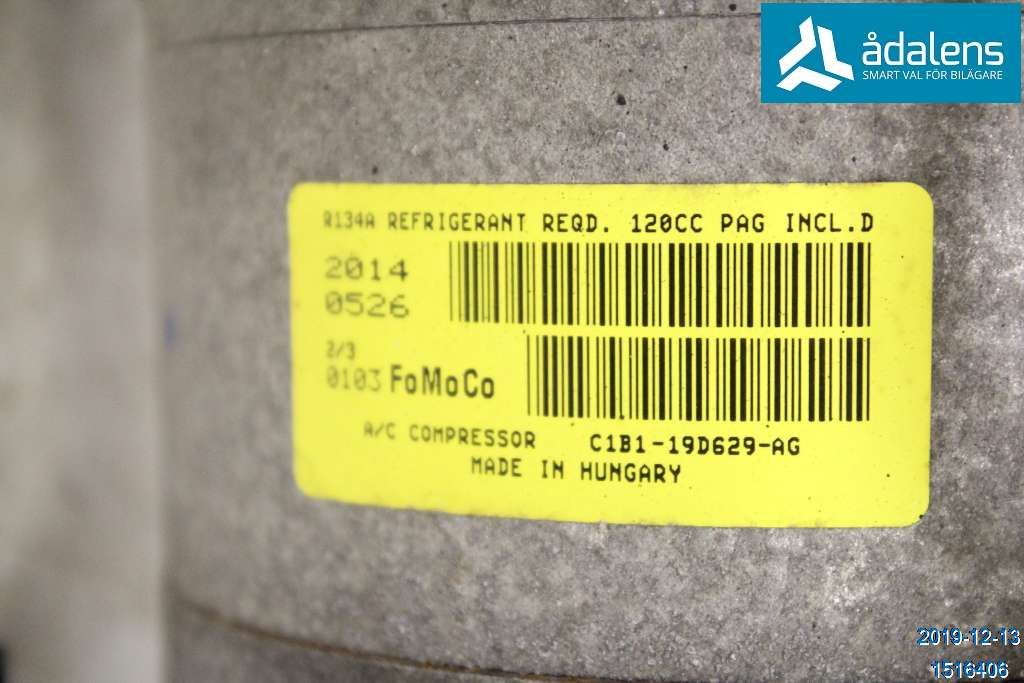 ådalens
SMART VAL FÖR BILÄGARE
R134A REFRIGERANT REQD. 120CC PAG INCL.D
2014
0526
2/3
0103 FoMoCo
A/C COMPRESSOR C1B1-19D629-AG
MADE IN HUNGARY
2019-12-13
1516406